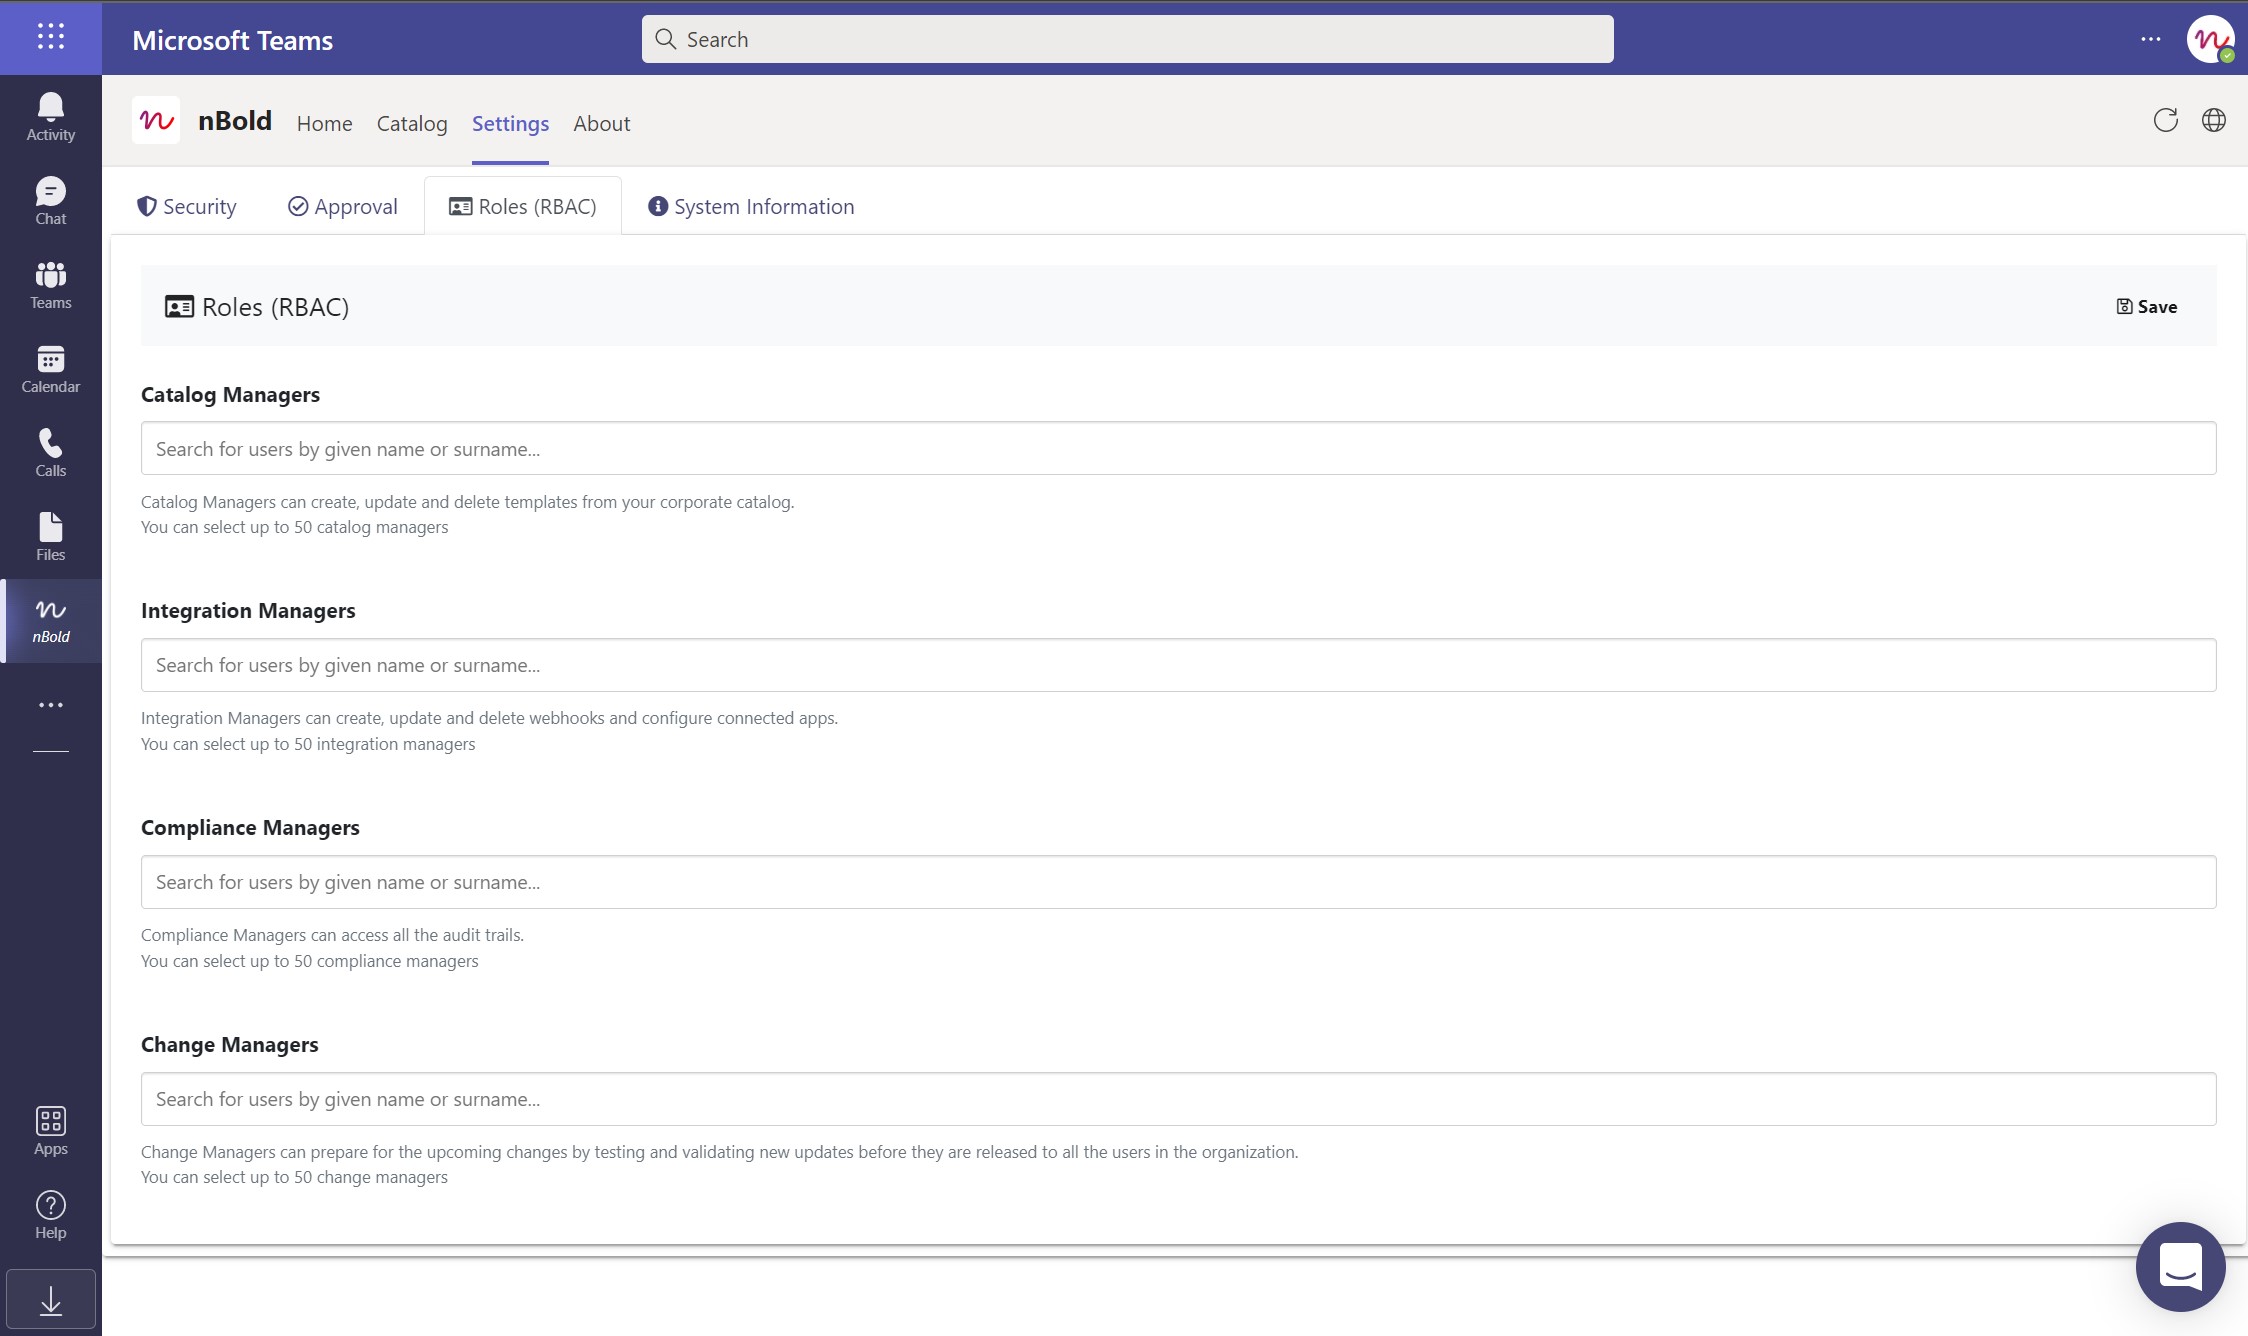 Microsoft Teams
Search
Activity
Chat
Teams
Calendar
Calls
Files
nBold
Apps
Help
nBold Home Catalog Settings About
Security Approval Roles (RBAC) System Information
Roles (RBAC)
Save
Catalog Managers
Search for users by given name or surname...
Catalog Managers can create, update and delete templates from your corporate catalog.
You can select up to 50 catalog managers
Integration Managers
Search for users by given name or surname...
Integration Managers can create, update and delete webhooks and configure connected apps.
You can select up to 50 integration managers
Compliance Managers
Search for users by given name or surname...
Compliance Managers can access all the audit trails.
You can select up to 50 compliance managers
Change Managers
Search for users by given name or surname...
Change Managers can prepare for the upcoming changes by testing and validating new updates before they are released to all the users in the organization.
You can select up to 50 change managers